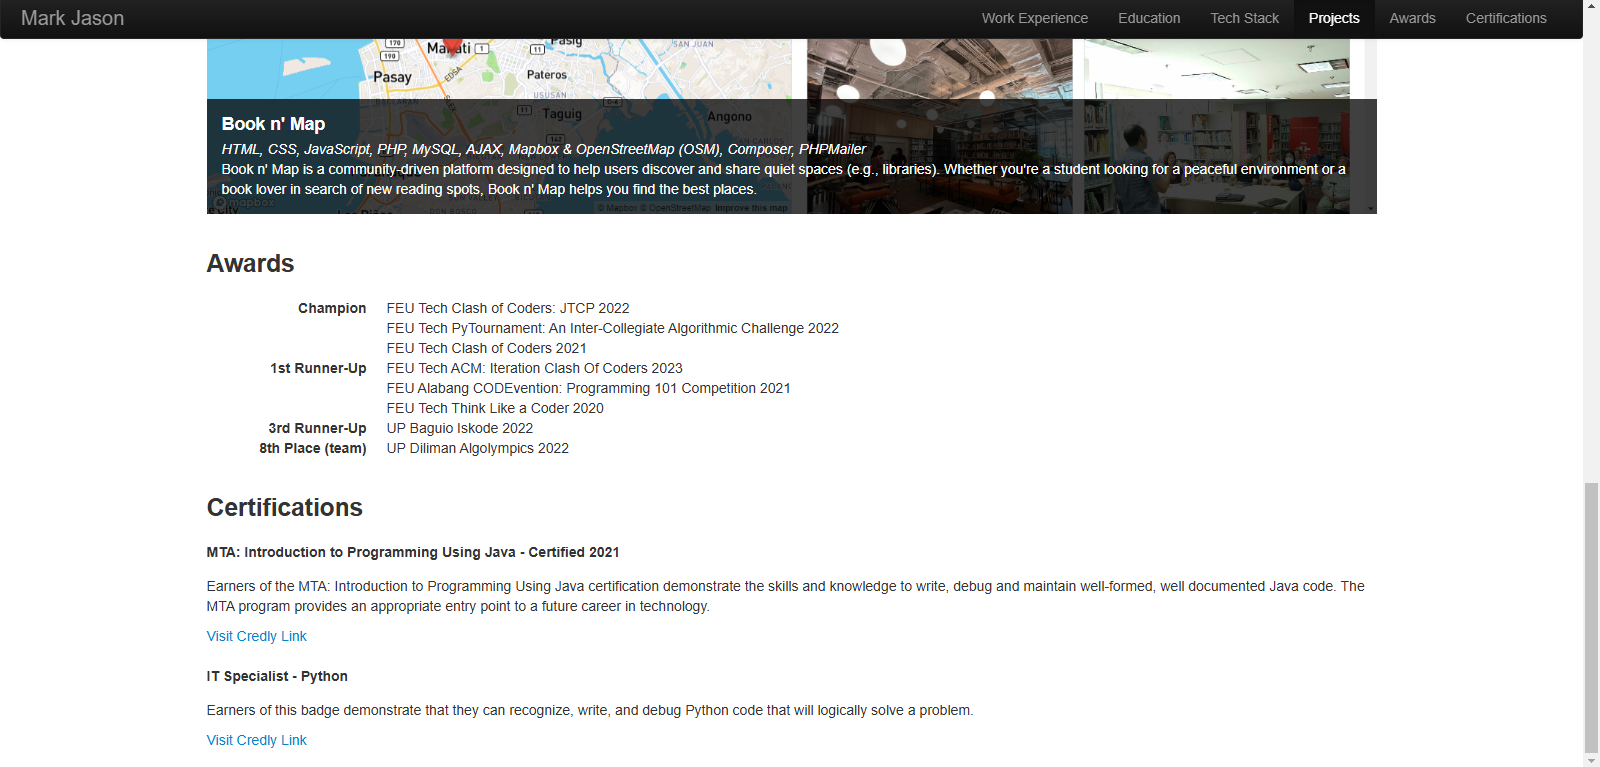 Mark Jason
Work Experience
Education
Tech Stack
Projects
Awards
Certifications
170
Makati
1
11
Pasig
SAN JUAN
190
Pasay
EDSA
Pateros
USUSAN
11
Taguig
Angono
Book n' Map
HTML, CSS, JavaScript, PHP, MySQL, AJAX, Mapbox & OpenStreetMap (OSM), Composer, PHPMailer
Book n' Map is a community-driven platform designed to help users discover and share quiet spaces (e.g., libraries). Whether you're a student looking for a peaceful environment or a
book lover in search of new reading spots, Book n' Map helps you find the best places.
mapbox
© Mapbox © OpenStreetMap Improve this map
Awards
Champion
FEU Tech Clash of Coders: JTCP 2022
FEU Tech PyTournament: An Inter-Collegiate Algorithmic Challenge 2022
FEU Tech Clash of Coders 2021
1st Runner-Up
FEU Tech ACM: Iteration Clash Of Coders 2023
FEU Alabang CODEvention: Programming 101 Competition 2021
FEU Tech Think Like a Coder 2020
3rd Runner-Up
UP Baguio Iskode 2022
8th Place (team)
UP Diliman Algolympics 2022
Certifications
MTA: Introduction to Programming Using Java - Certified 2021
Earners of the MTA: Introduction to Programming Using Java certification demonstrate the skills and knowledge to write, debug and maintain well-formed, well documented Java code. The
MTA program provides an appropriate entry point to a future career in technology.
Visit Credly Link
IT Specialist - Python
Earners of this badge demonstrate that they can recognize, write, and debug Python code that will logically solve a problem.
Visit Credly Link